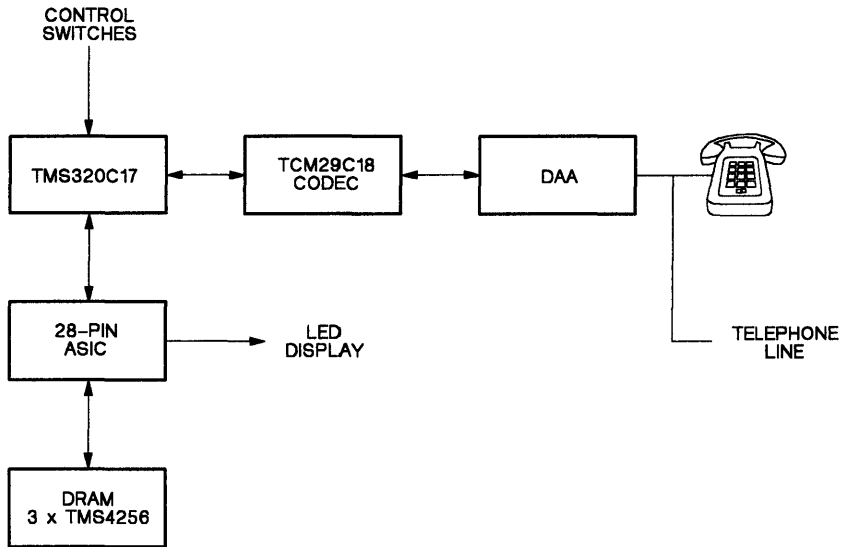 CONTROL
SWITCHES
TMS320C17
TCM29C18
CODEC
DAA
28-PIN
ASIC
LED
DISPLAY
TELEPHONE
LINE
DRAM
3 x TMS4256